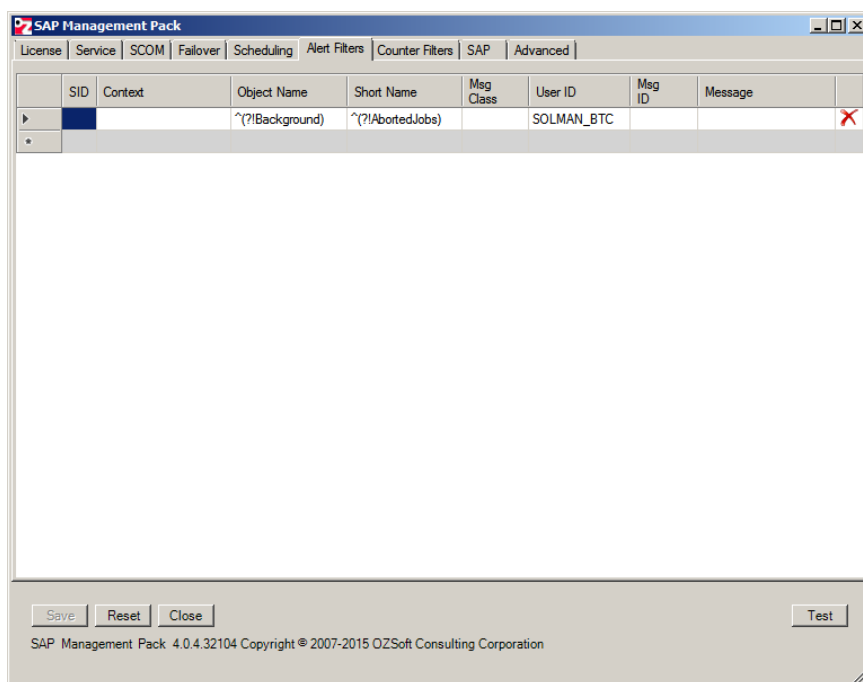 SAP Management Pack
License Service SCOM Failover Scheduling Alert Filters Counter Filters SAP Advanced
SID Context Object Name Short Name Msg Class User ID Msg ID Message
^(?!Background) ^(?!AbortedJobs) SOLMAN_BTC
Save Reset Close Test
SAP Management Pack 4.0.4.32104 Copyright © 2007-2015 OZSoft Consulting Corporation